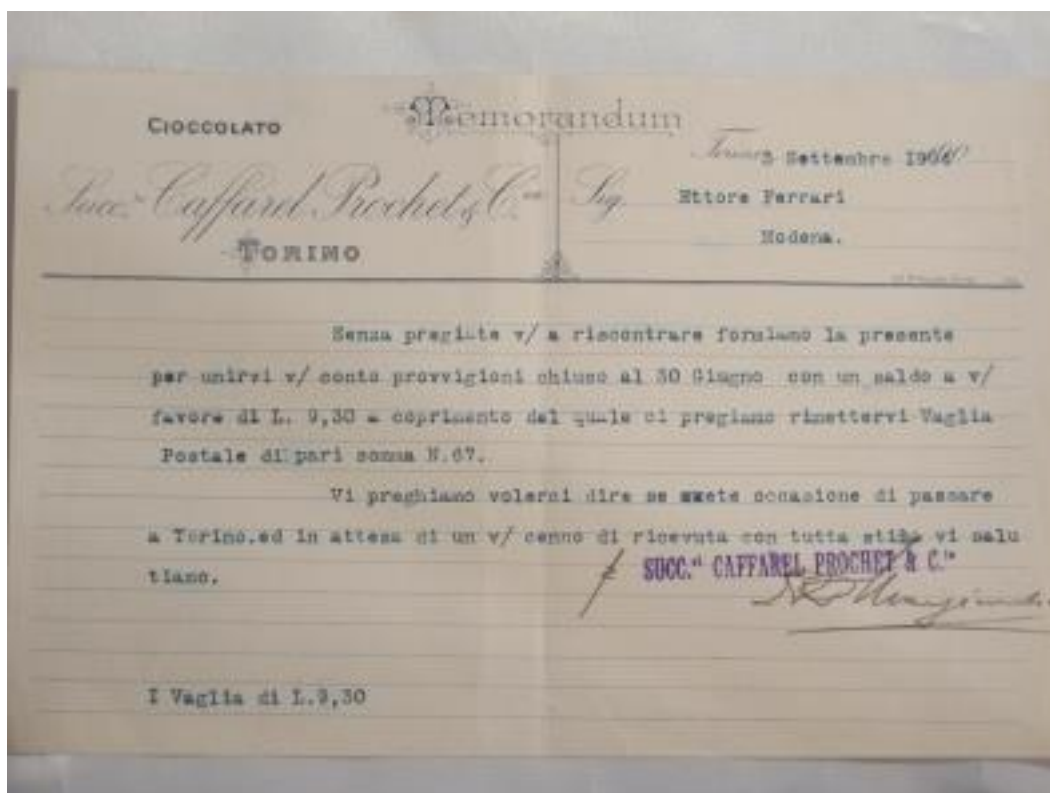 Memorandum
CIOCCOLATO
Succ.ri Caffarel Prochet & C.ia
TORINO
Torino 3 Settembre
Sig. Ettore Ferrari
Modena.
Senza pregiate v/ a riscontrare formiamo la presente
per unirvi v/ conto provvigioni chiuso al 30 Giugno con un saldo a v/
favore di L. 9,30 a coprimento del quale ci pregiamo rimettervi Vaglia
Postale di pari somma N.67.
Vi preghiamo volerci dire se avete occasione di passare
a Torino,ed in attesa di un v/ cenno di ricevuta con tutta stima vi salu
tiamo.
SUCC.ri CAFFAREL PROCHET & C.ia
I Vaglia di L.9,30